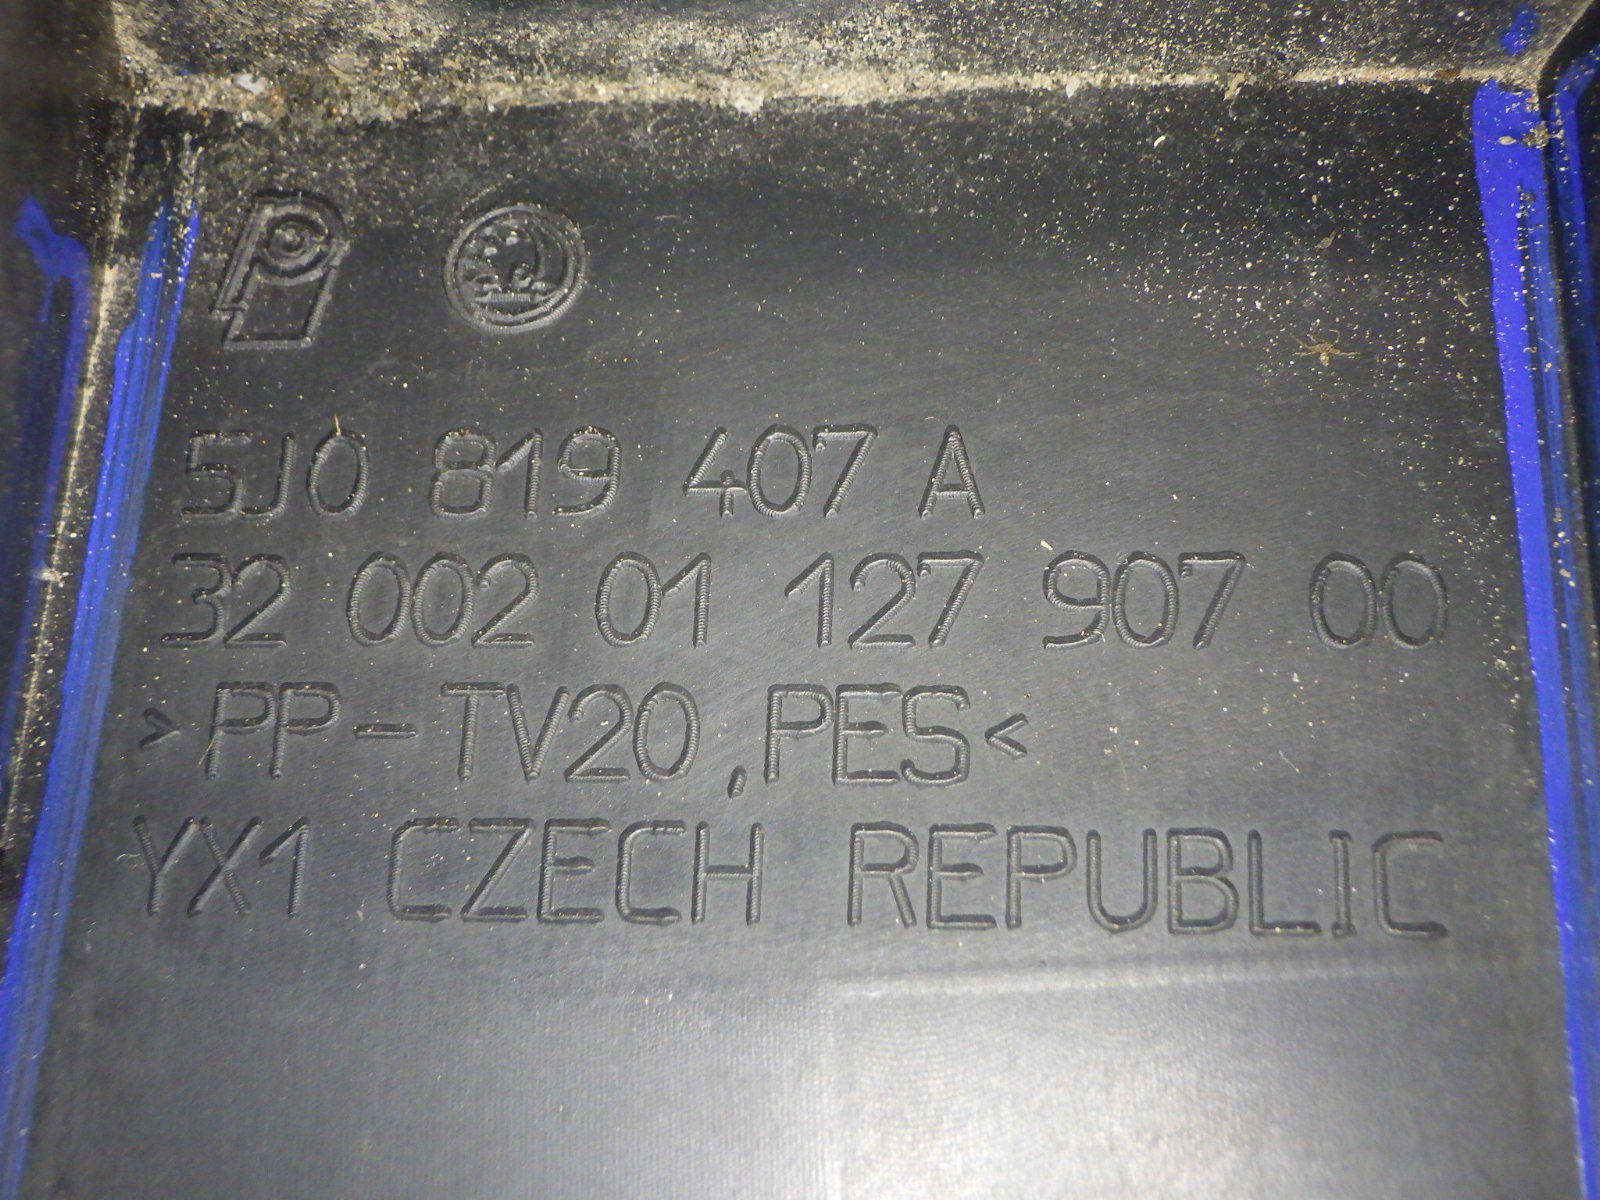 5J0 819 407 A
32 002 01 127 907 00
>PP-TV20,PES<
YX1 CZECH REPUBLIC